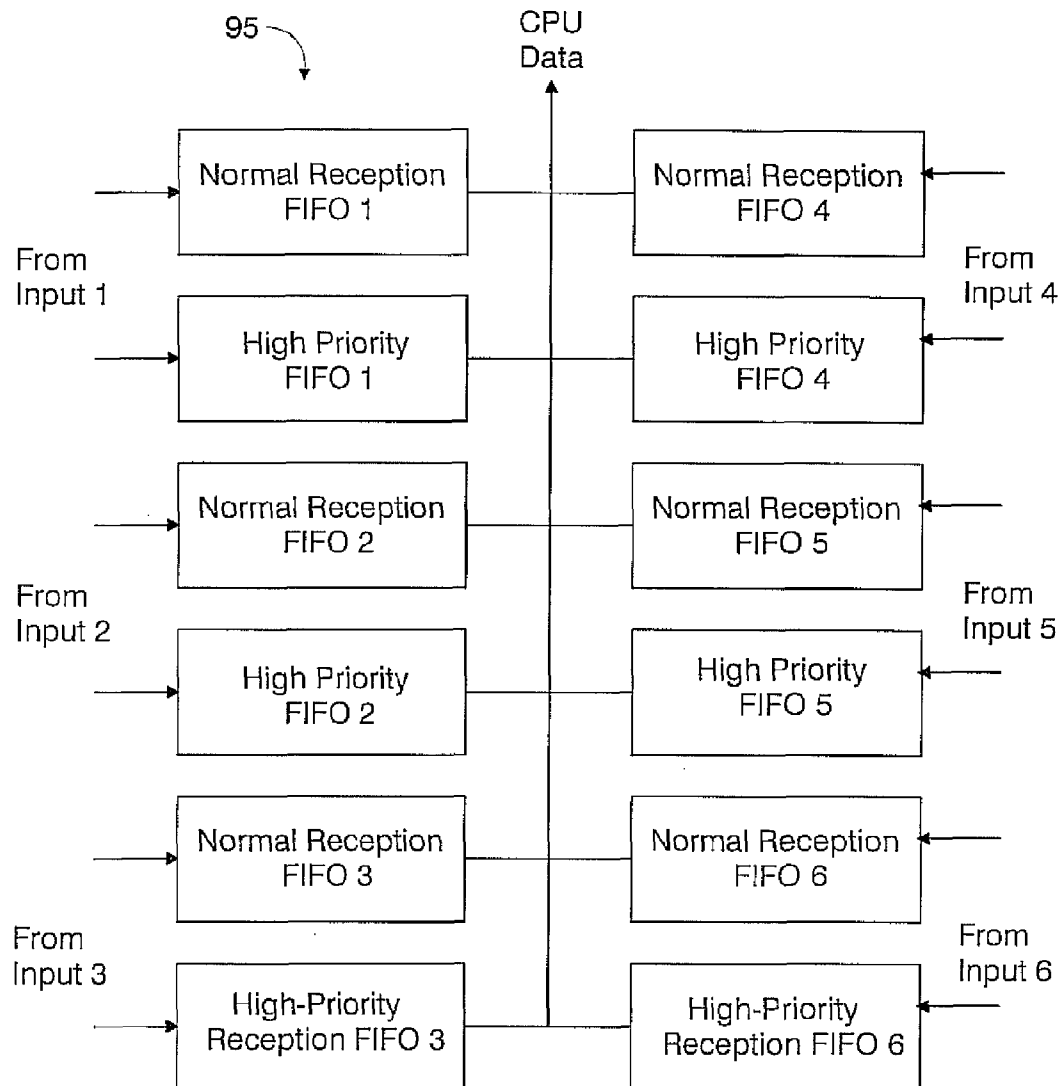 95
CPU
Data
Normal Reception
FIFO 1
Normal Reception
FIFO 4
From
Input 1
From
Input 4
High Priority
FIFO 1
High Priority
FIFO 4
Normal Reception
FIFO 2
Normal Reception
FIFO 5
From
Input 2
From
Input 5
High Priority
FIFO 2
High Priority
FIFO 5
Normal Reception
FIFO 3
Normal Reception
FIFO 6
From
Input 3
From
Input 6
High-Priority
Reception FIFO 3
High-Priority
Reception FIFO 6